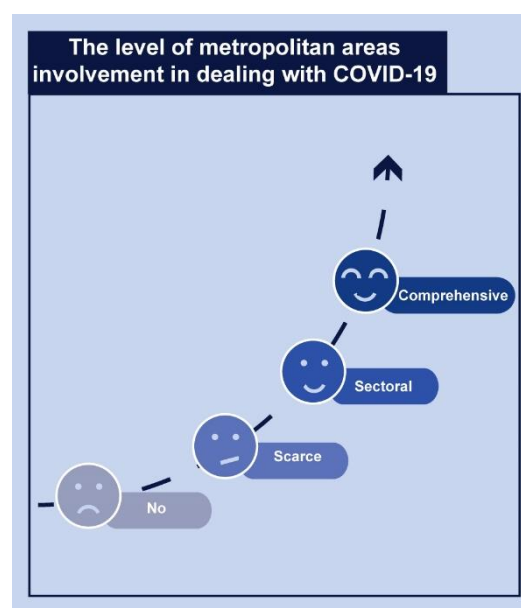 The level of metropolitan areas
involvement in dealing with COVID-19
Comprehensive
Sectoral
Scarce
No